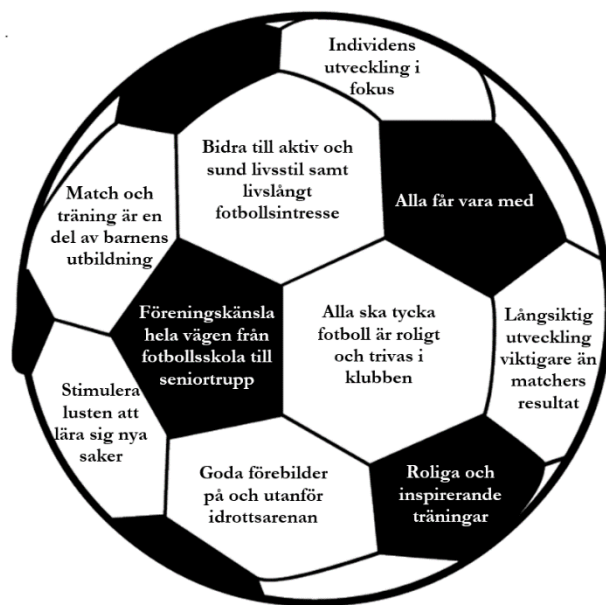 Individens
utveckling i
fokus
Bidra till aktiv och
sund livsstil samt
livslångt
fotbollsintresse
Alla får vara med
Match och
träning är en
del av barnens
utbildning
Föreningskänsla
hela vägen från
fotbollsskola till
seniortrupp
Alla ska tycka
fotboll är roligt
och trivas i
klubben
Långsiktig
utveckling
viktigare än
matchers
resultat
Stimulera
lusten att
lära sig nya
saker
Goda förebilder
på och utanför
idrottsarenan
Roliga och
inspirerande
träningar